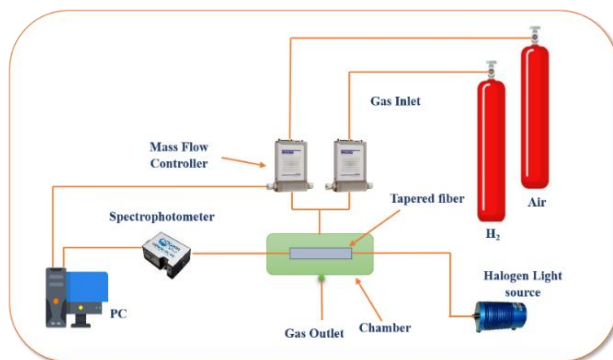 Gas Inlet
Mass Flow
Controller
Tapered fiber
Air
H₂
Spectrophotometer
Halogen Light
source
PC
Gas Outlet
Chamber